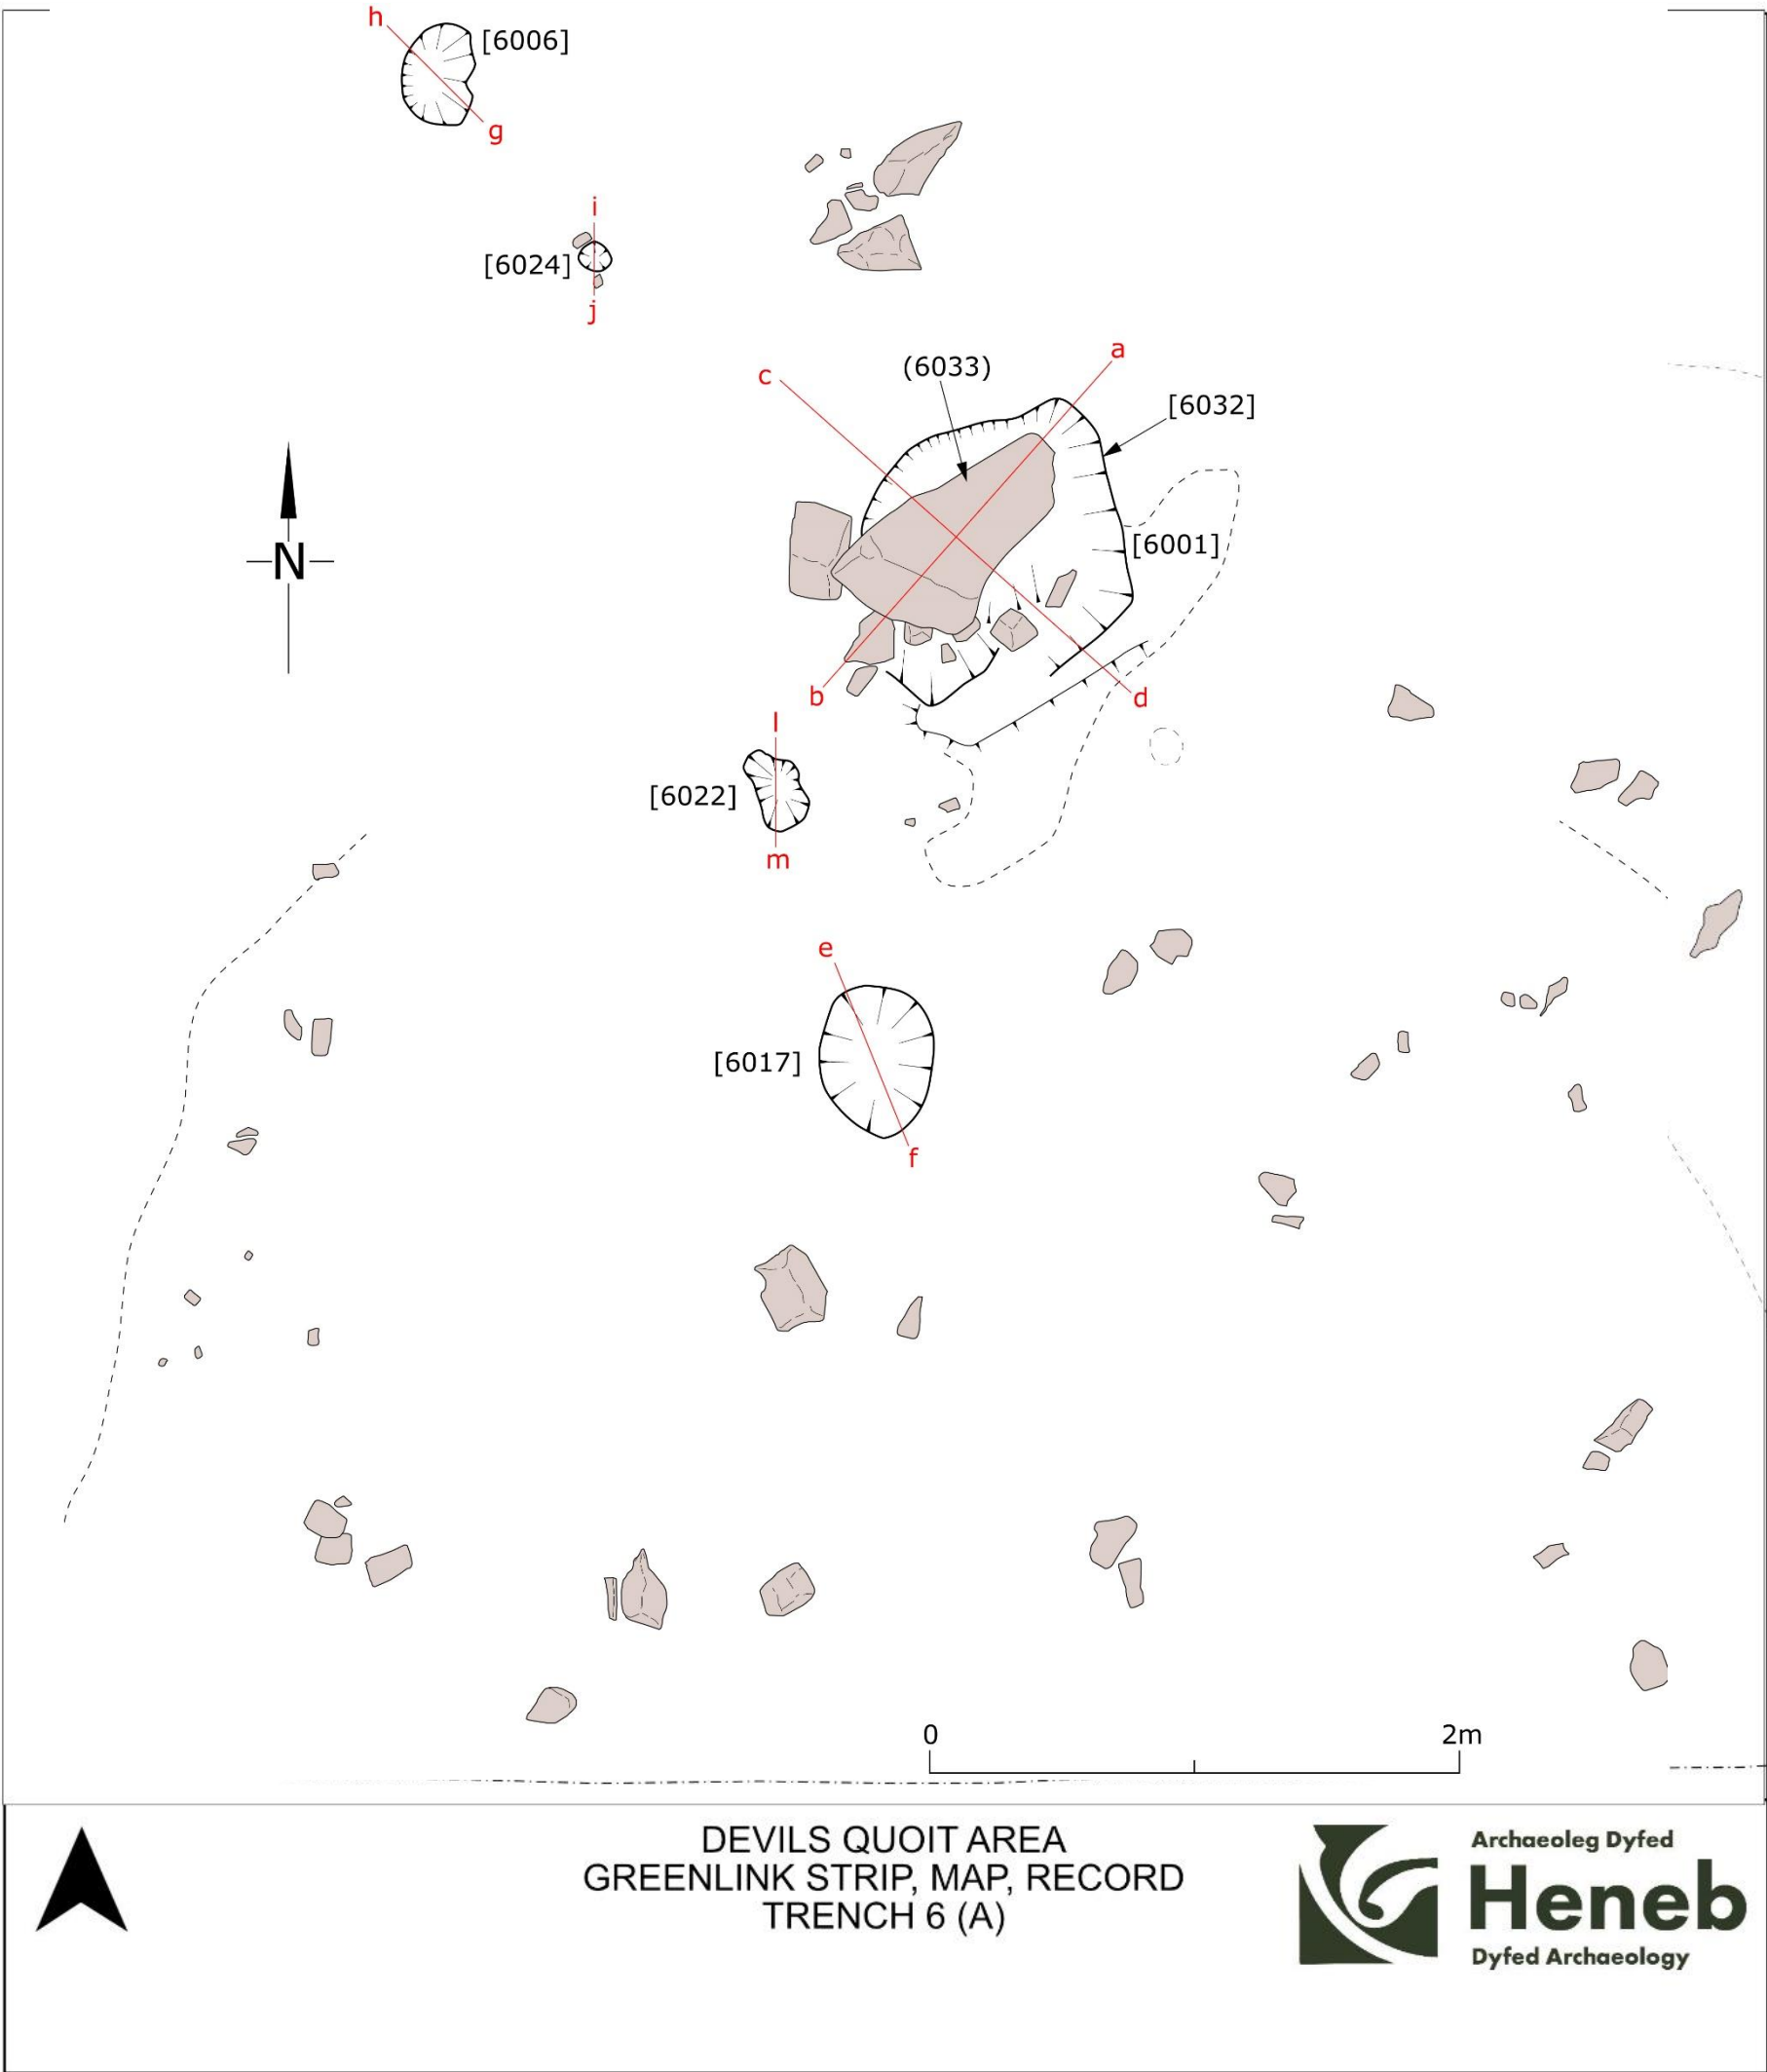 h
[6006]
g
i
[6024]
j
(6033)
a
c
[6032]
[6001]
N
b
d
l
[6022]
m
e
[6017]
f
0
2m
DEVILS QUOIT AREA
GREENLINK STRIP, MAP, RECORD
TRENCH 6 (A)
Archaeoleg Dyfed
Heneb
Dyfed Archaeology